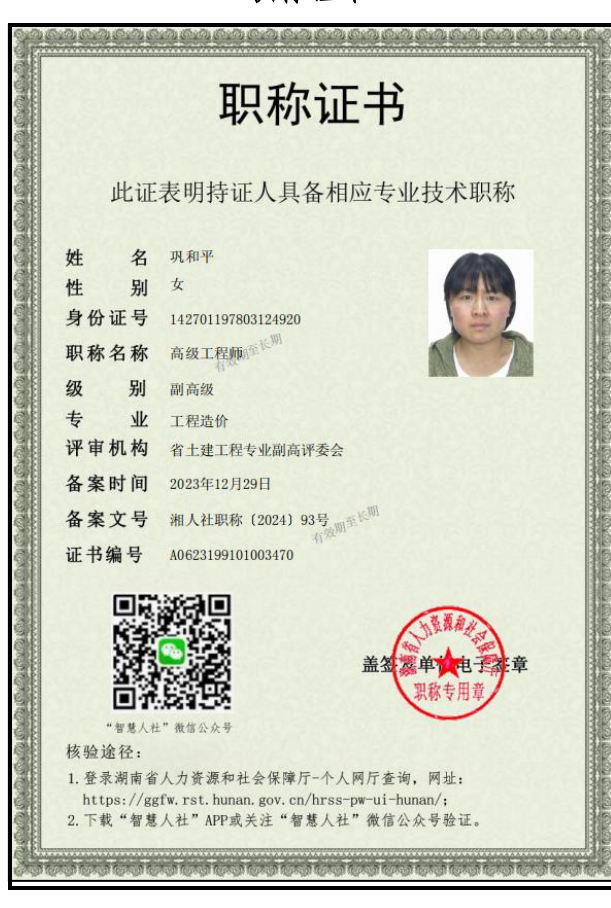 职称证书
此证表明持证人具备相应专业技术职称
姓 名 巩和平
性 别 女
身份证号 142701197803124920
职称名称 高级工程师
有效期至长期
级 别 副高级
专 业 工程造价
评审机构 省土建工程专业副高评委会
备案时间 2023年12月29日
备案文号 湘人社职称〔2024〕93号
有效期至长期
证书编号 A0623199101003470
湖南省人力资源和社会保障厅
盖签发单位电子签章
职称专用章
“智慧人社”微信公众号
核验途径：
1.登录湖南省人力资源和社会保障厅-个人网厅查询，网址：
https://ggfw.rst.hunan.gov.cn/hrss-pw-ui-hunan/;
2.下载“智慧人社”APP或关注“智慧人社”微信公众号验证。